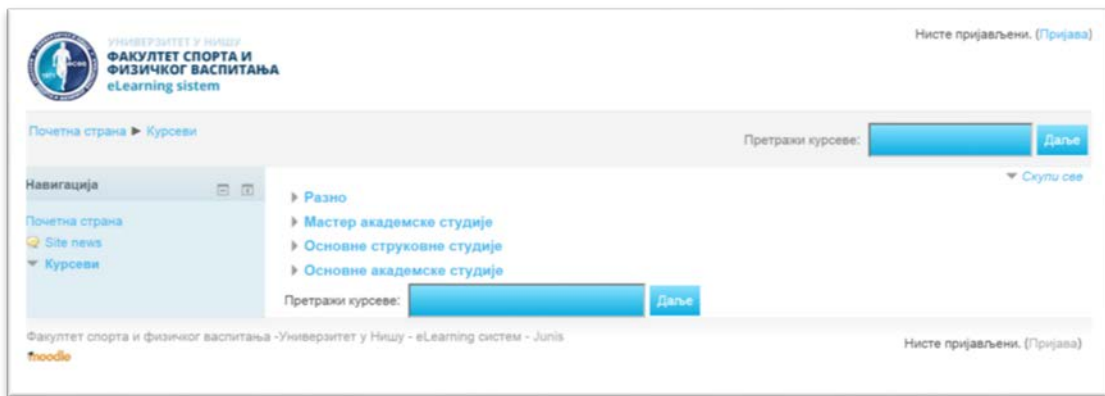 УНИВЕРЗИТЕТ У НИШУ
ФАКУЛТЕТ СПОРТА И
ФИЗИЧКОГ ВАСПИТАЊА
eLearning sistem
Нисте пријављени. (Пријава)
Почетна страна ► Курсеви
Претражи курсеве:
Даље
Навигација
Почетна страна
Site news
Курсеви
Скупи све
Разно
Мастер академске студије
Основне струковне студије
Основне академске студије
Претражи курсеве:
Даље
Факултет спорта и физичког васпитања -Универзитет у Нишу - eLearning систем - Junis
moodle
Нисте пријављени. (Пријава)